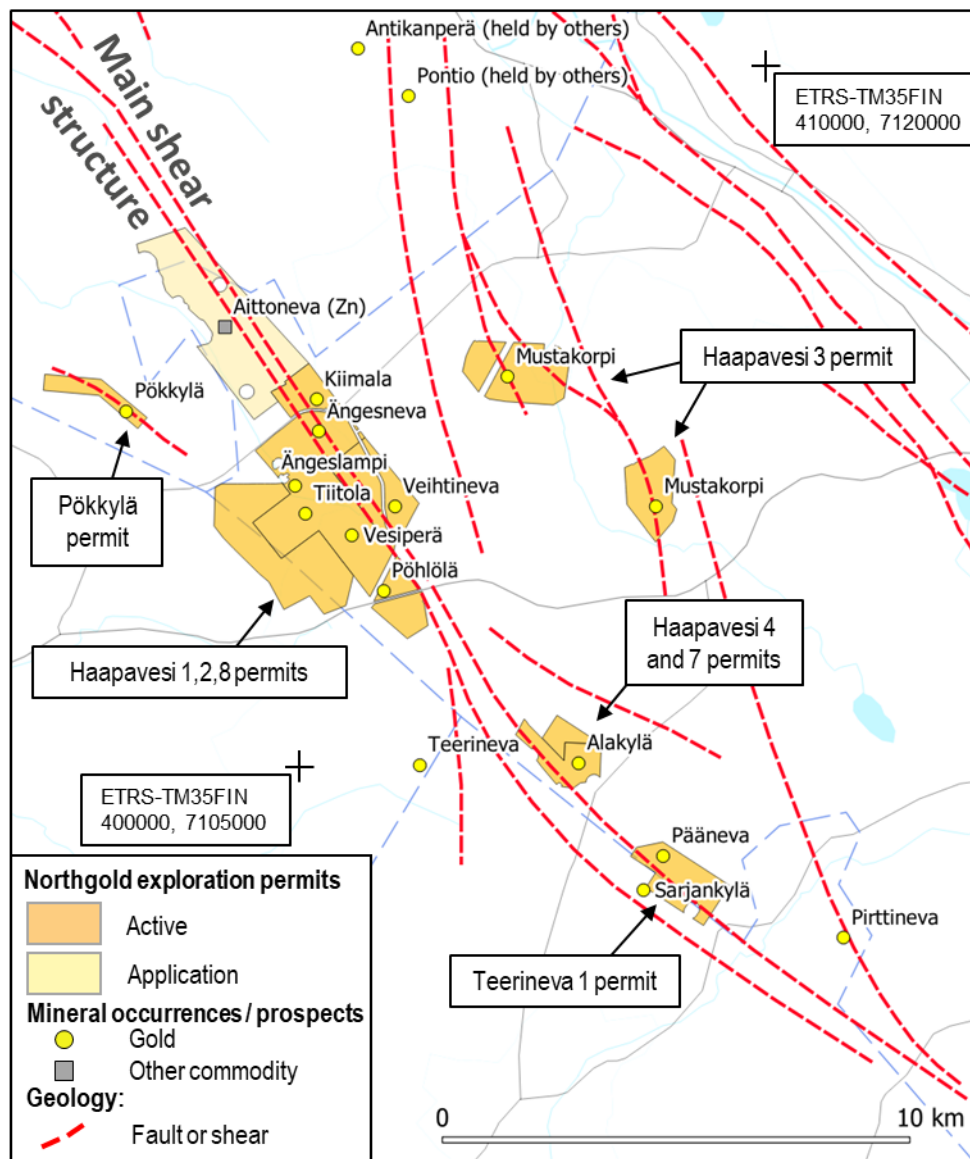 Main shear
structure
Antikanperä (held by others)
Pontio (held by others)
ETRS-TM35FIN
410000, 7120000
Aittoneva (Zn)
Mustakorpi
Haapavesi 3 permit
Pökkylä
Kiimala
Ängesneva
Ängeslampi
Tiitola
Veihtineva
Mustakorpi
Pökkylä
permit
Vesiperä
Pöhlölä
Haapavesi 4
and 7 permits
Haapavesi 1,2,8 permits
Teerineva
Alakylä
ETRS-TM35FIN
400000, 7105000
Pääneva
Sarjankylä
Pirttineva
Teerineva 1 permit
Northgold exploration permits
Active
Application
Mineral occurrences / prospects
Gold
Other commodity
Geology:
Fault or shear
0 10 km